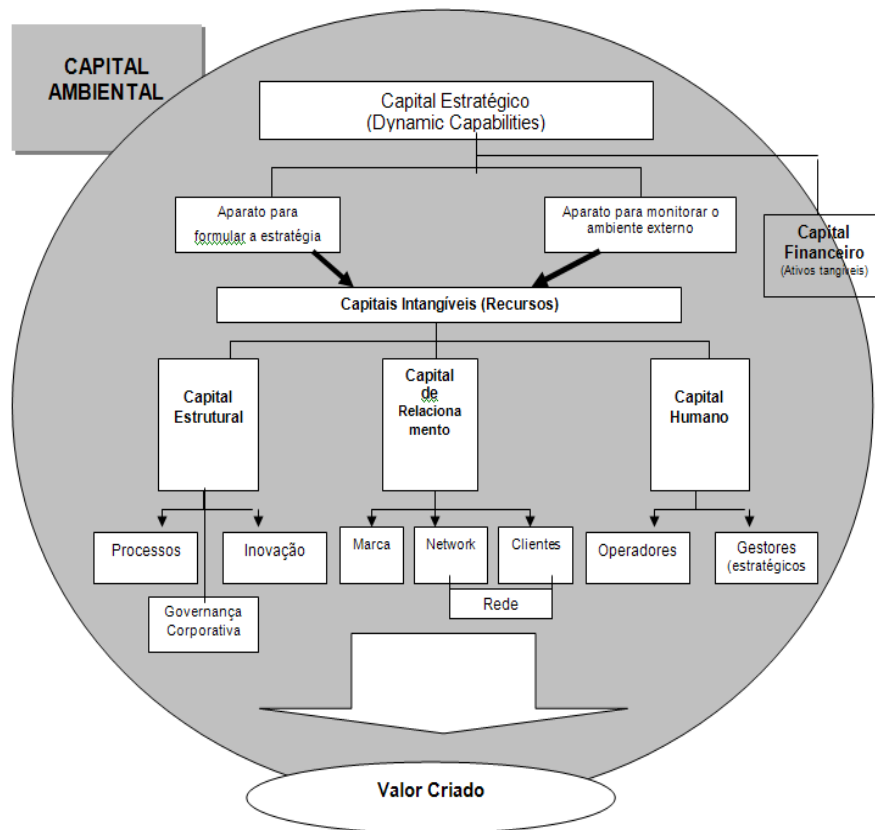 CAPITAL
AMBIENTAL
Capital Estratégico
(Dynamic Capabilities)
Aparato para
formular a estratégia
Aparato para monitorar o
ambiente externo
Capital
Financeiro
(Ativos tangíveis)
Capitais Intangíveis (Recursos)
Capital
Estrutural
Capital
de
Relaciona
mento
Capital
Humano
Processos
Inovação
Marca
Network
Clientes
Operadores
Gestores
(estratégicos
Rede
Governança
Corporativa
Valor Criado